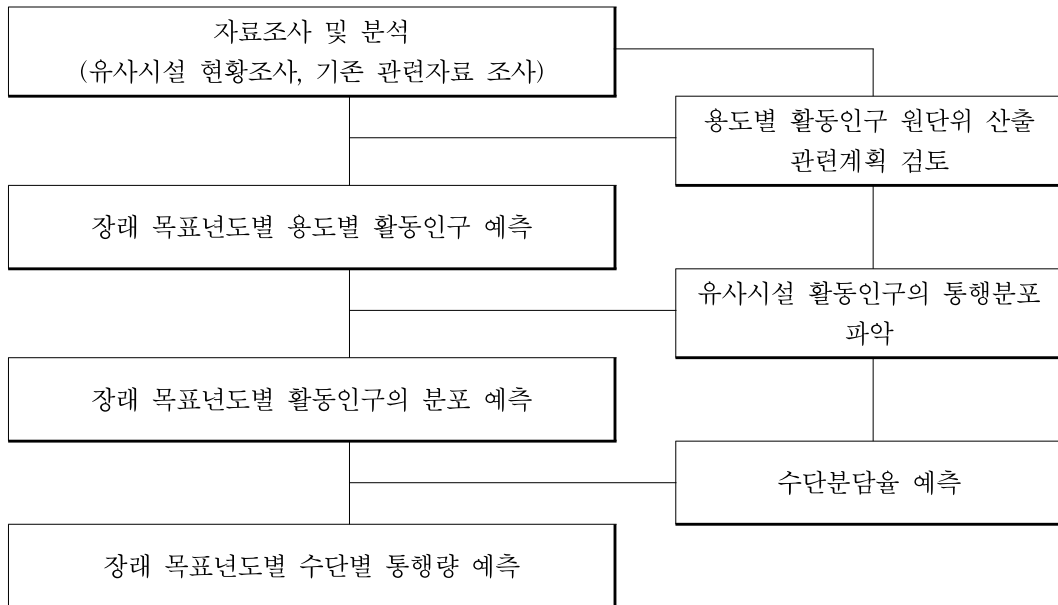 자료조사 및 분석
(유사시설 현황조사, 기존 관련자료 조사)
용도별 활동인구 원단위 산출
관련계획 검토
장래 목표년도별 용도별 활동인구 예측
유사시설 활동인구의 통행분포
파악
장래 목표년도별 활동인구의 분포 예측
수단분담율 예측
장래 목표년도별 수단별 통행량 예측